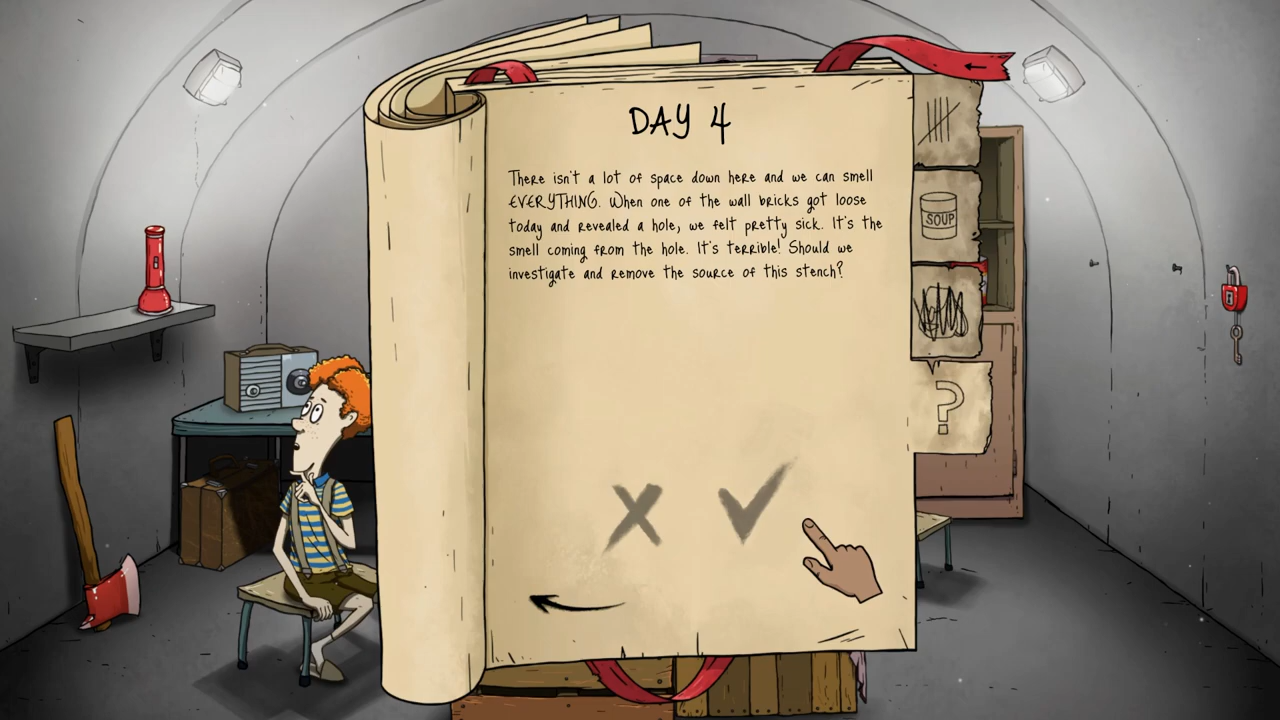 DAY 4
There isn't a lot of space down here and we can smell
EVERYTHING. When one of the wall bricks got loose
today and revealed a hole, we felt pretty sick. It's the
smell coming from the hole. It's terrible! Should we
investigate and remove the source of this stench?
SOUP
?